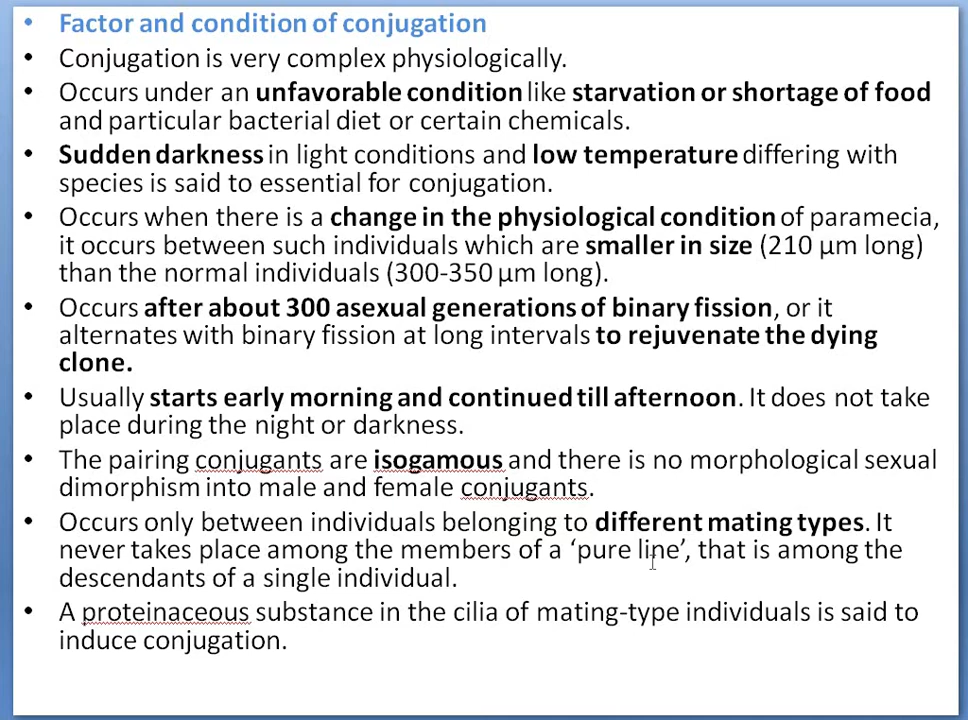 • Factor and condition of conjugation
• Conjugation is very complex physiologically.
• Occurs under an unfavorable condition like starvation or shortage of food
and particular bacterial diet or certain chemicals.
• Sudden darkness in light conditions and low temperature differing with
species is said to essential for conjugation.
• Occurs when there is a change in the physiological condition of paramecia,
it occurs between such individuals which are smaller in size (210 µm long)
than the normal individuals (300-350 µm long).
• Occurs after about 300 asexual generations of binary fission, or it
alternates with binary fission at long intervals to rejuvenate the dying
clone.
• Usually starts early morning and continued till afternoon. It does not take
place during the night or darkness.
• The pairing conjugants are isogamous and there is no morphological sexual
dimorphism into male and female conjugants.
• Occurs only between individuals belonging to different mating types. It
never takes place among the members of a ‘pure line’, that is among the
descendants of a single individual.
• A proteinaceous substance in the cilia of mating-type individuals is said to
induce conjugation.